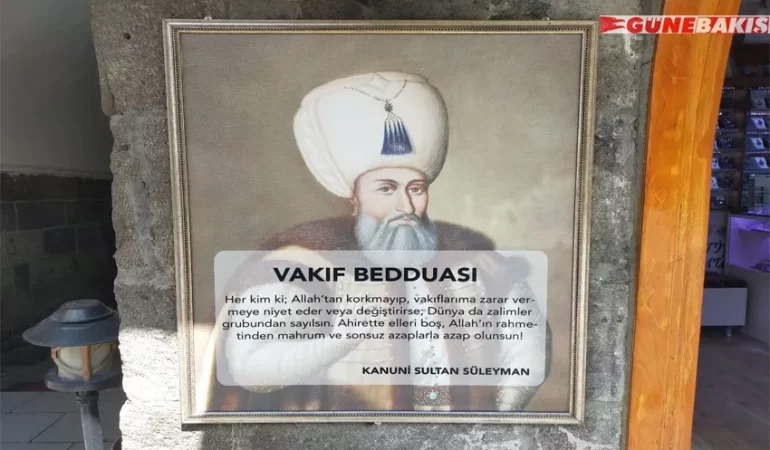 GÜNEBAKIŞ
VAKIF BEDDUASI
Her kim ki; Allah'tan korkmayıp, vakıflarıma zarar ver-
meye niyet eder veya değiştirirse; Dünya da zalimler
grubundan sayılsın. Ahirette elleri boş, Allah'ın rahme-
tinden mahrum ve sonsuz azaplarla azap olunsun!
KANUNİ SULTAN SÜLEYMAN